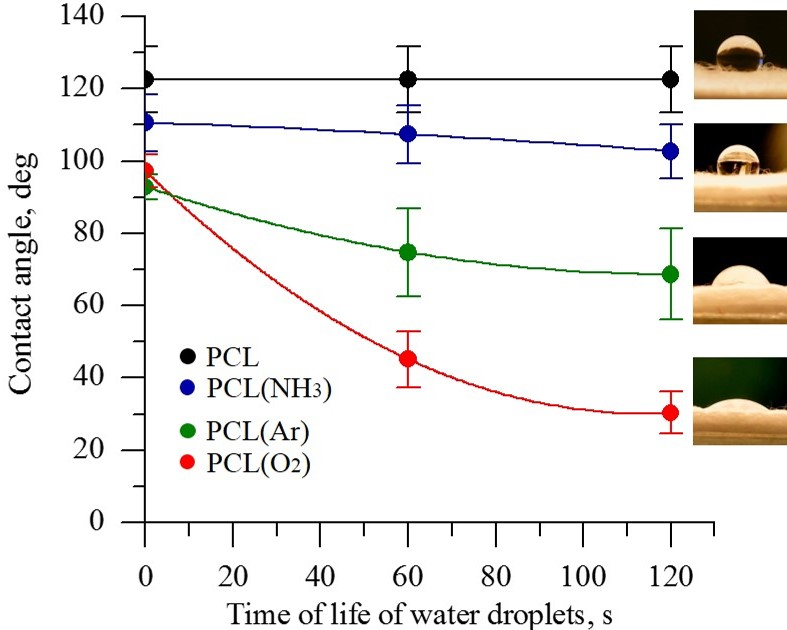 140
120
100
80
60
40
20
0
Contact angle, deg
PCL
PCL(NH3)
PCL(Ar)
PCL(O2)
0 20 40 60 80 100 120
Time of life of water droplets, s